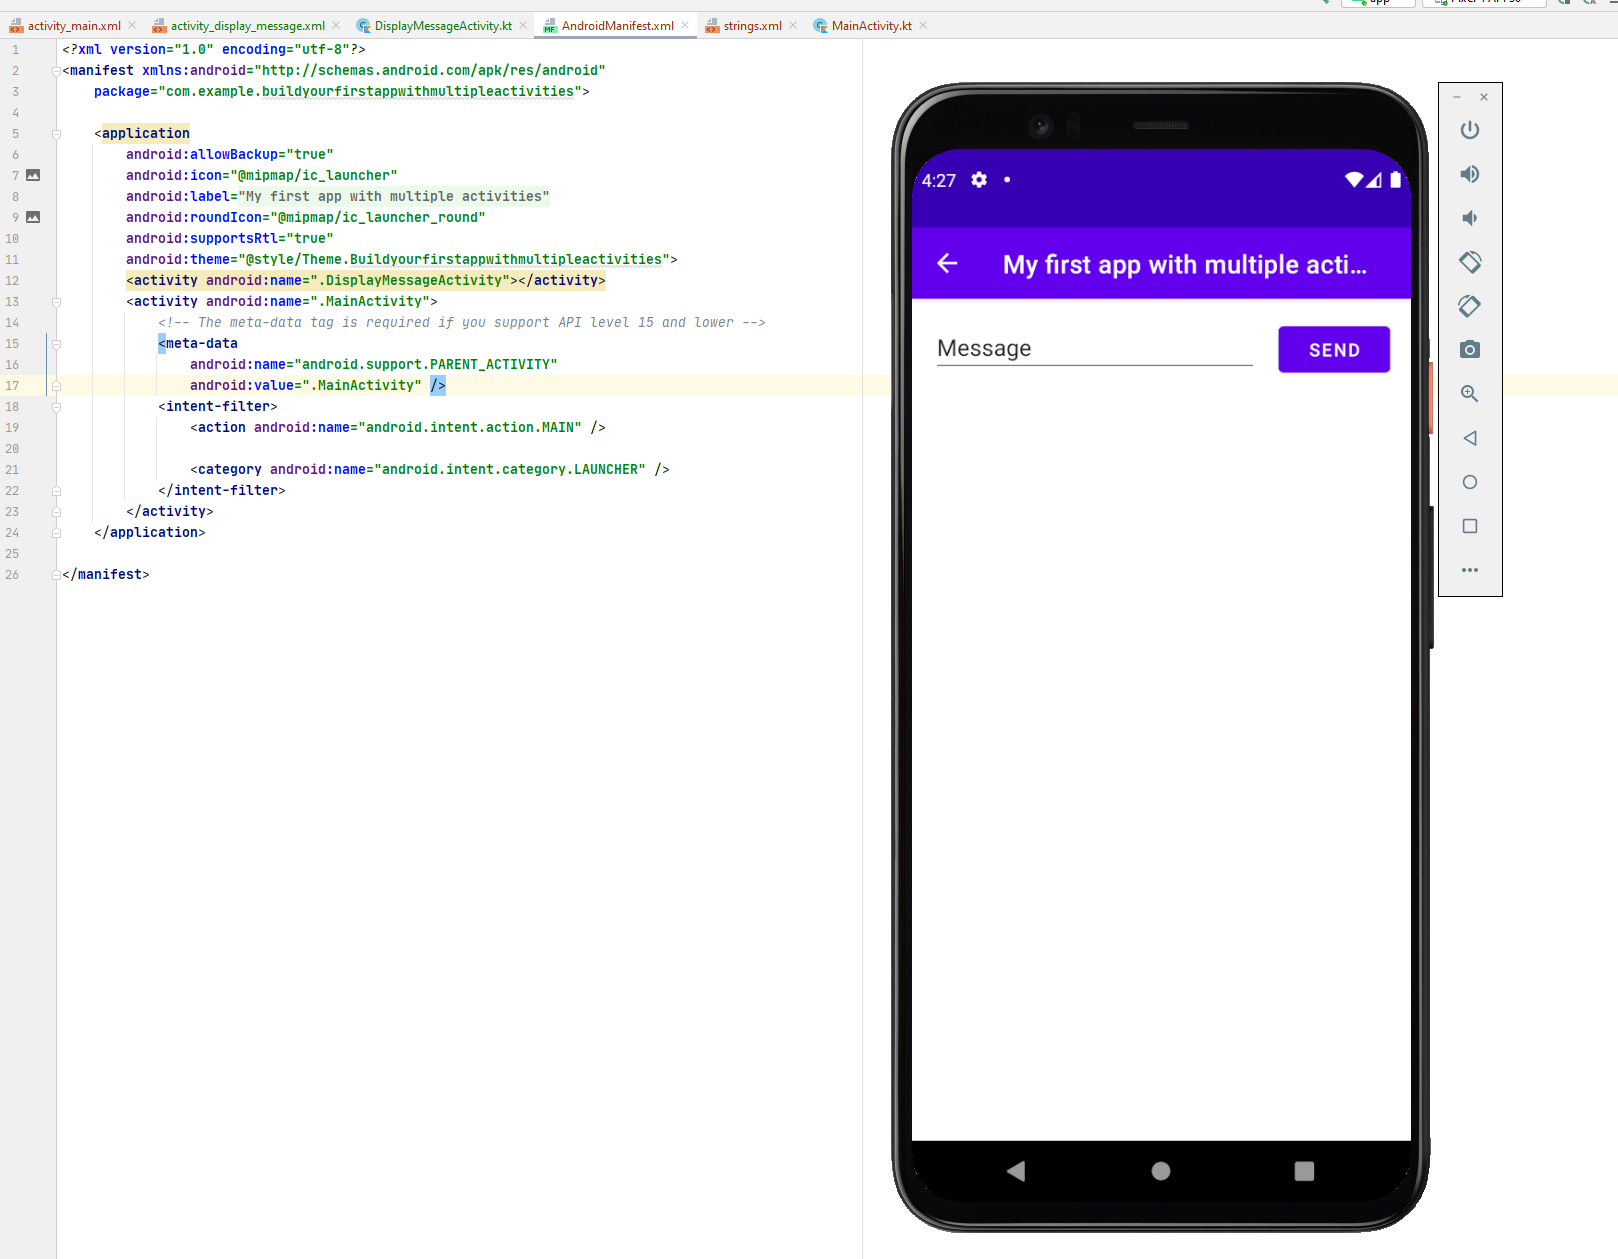 app
activity_main.xml
activity_display_message.xml
DisplayMessageActivity.kt
AndroidManifest.xml
strings.xml
MainActivity.kt
1 <?xml version="1.0" encoding="utf-8"?>
2 <manifest xmlns:android="http://schemas.android.com/apk/res/android"
3 package="com.example.buildyourfirstappwithmultipleactivities">
4
5 <application
6 android:allowBackup="true"
7 android:icon="@mipmap/ic_launcher"
8 android:label="My first app with multiple activities"
9 android:roundIcon="@mipmap/ic_launcher_round"
10 android:supportsRtl="true"
11 android:theme="@style/Theme.Buildyourfirstappwithmultipleactivities">
12 <activity android:name=".DisplayMessageActivity"></activity>
13 <activity android:name=".MainActivity">
14 <!-- The meta-data tag is required if you support API level 15 and lower -->
15 <meta-data
16 android:name="android.support.PARENT_ACTIVITY"
17 android:value=".MainActivity" />
18 <intent-filter>
19 <action android:name="android.intent.action.MAIN" />
20
21 <category android:name="android.intent.category.LAUNCHER" />
22 </intent-filter>
23 </activity>
24 </application>
25
26 </manifest>
4:27
My first app with multiple acti...
Message
SEND